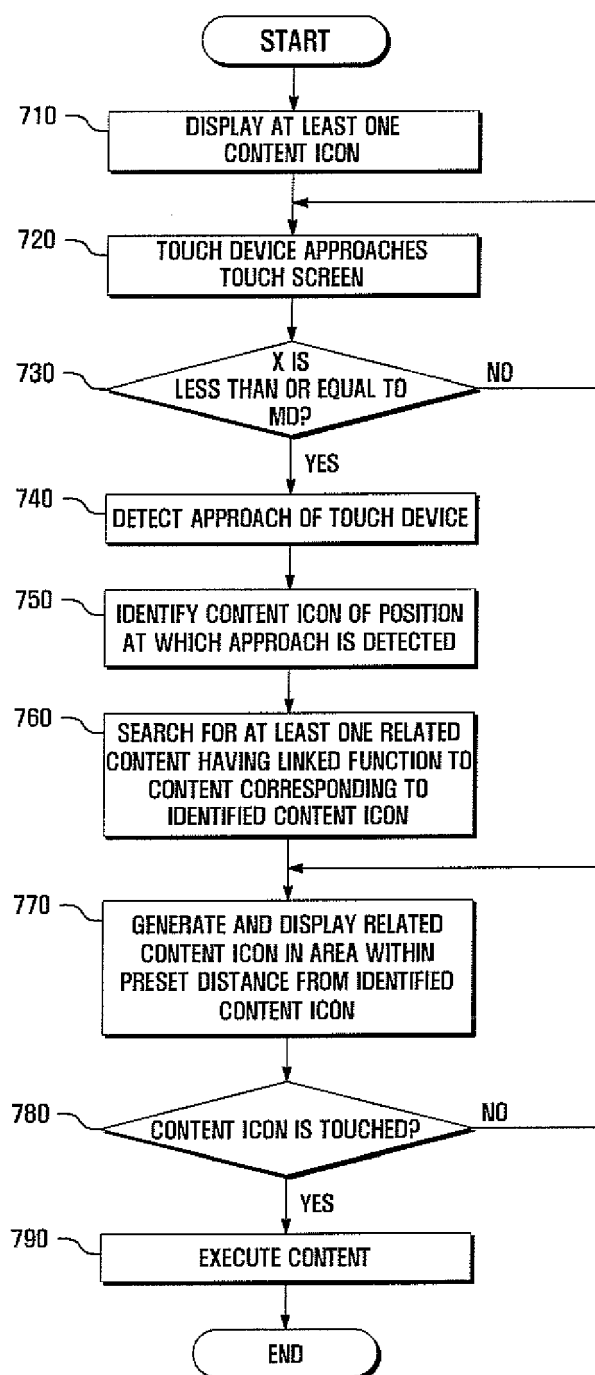 START
710
DISPLAY AT LEAST ONE
CONTENT ICON
720
TOUCH DEVICE APPROACHES
TOUCH SCREEN
730
X IS
LESS THAN OR EQUAL TO
MD?
NO
YES
740
DETECT APPROACH OF TOUCH DEVICE
750
IDENTIFY CONTENT ICON OF POSITION
AT WHICH APPROACH IS DETECTED
760
SEARCH FOR AT LEAST ONE RELATED
CONTENT HAVING LINKED FUNCTION TO
CONTENT CORRESPONDING TO
IDENTIFIED CONTENT ICON
770
GENERATE AND DISPLAY RELATED
CONTENT ICON IN AREA WITHIN
PRESET DISTANCE FROM IDENTIFIED
CONTENT ICON
780
CONTENT ICON IS TOUCHED?
NO
YES
790
EXECUTE CONTENT
END